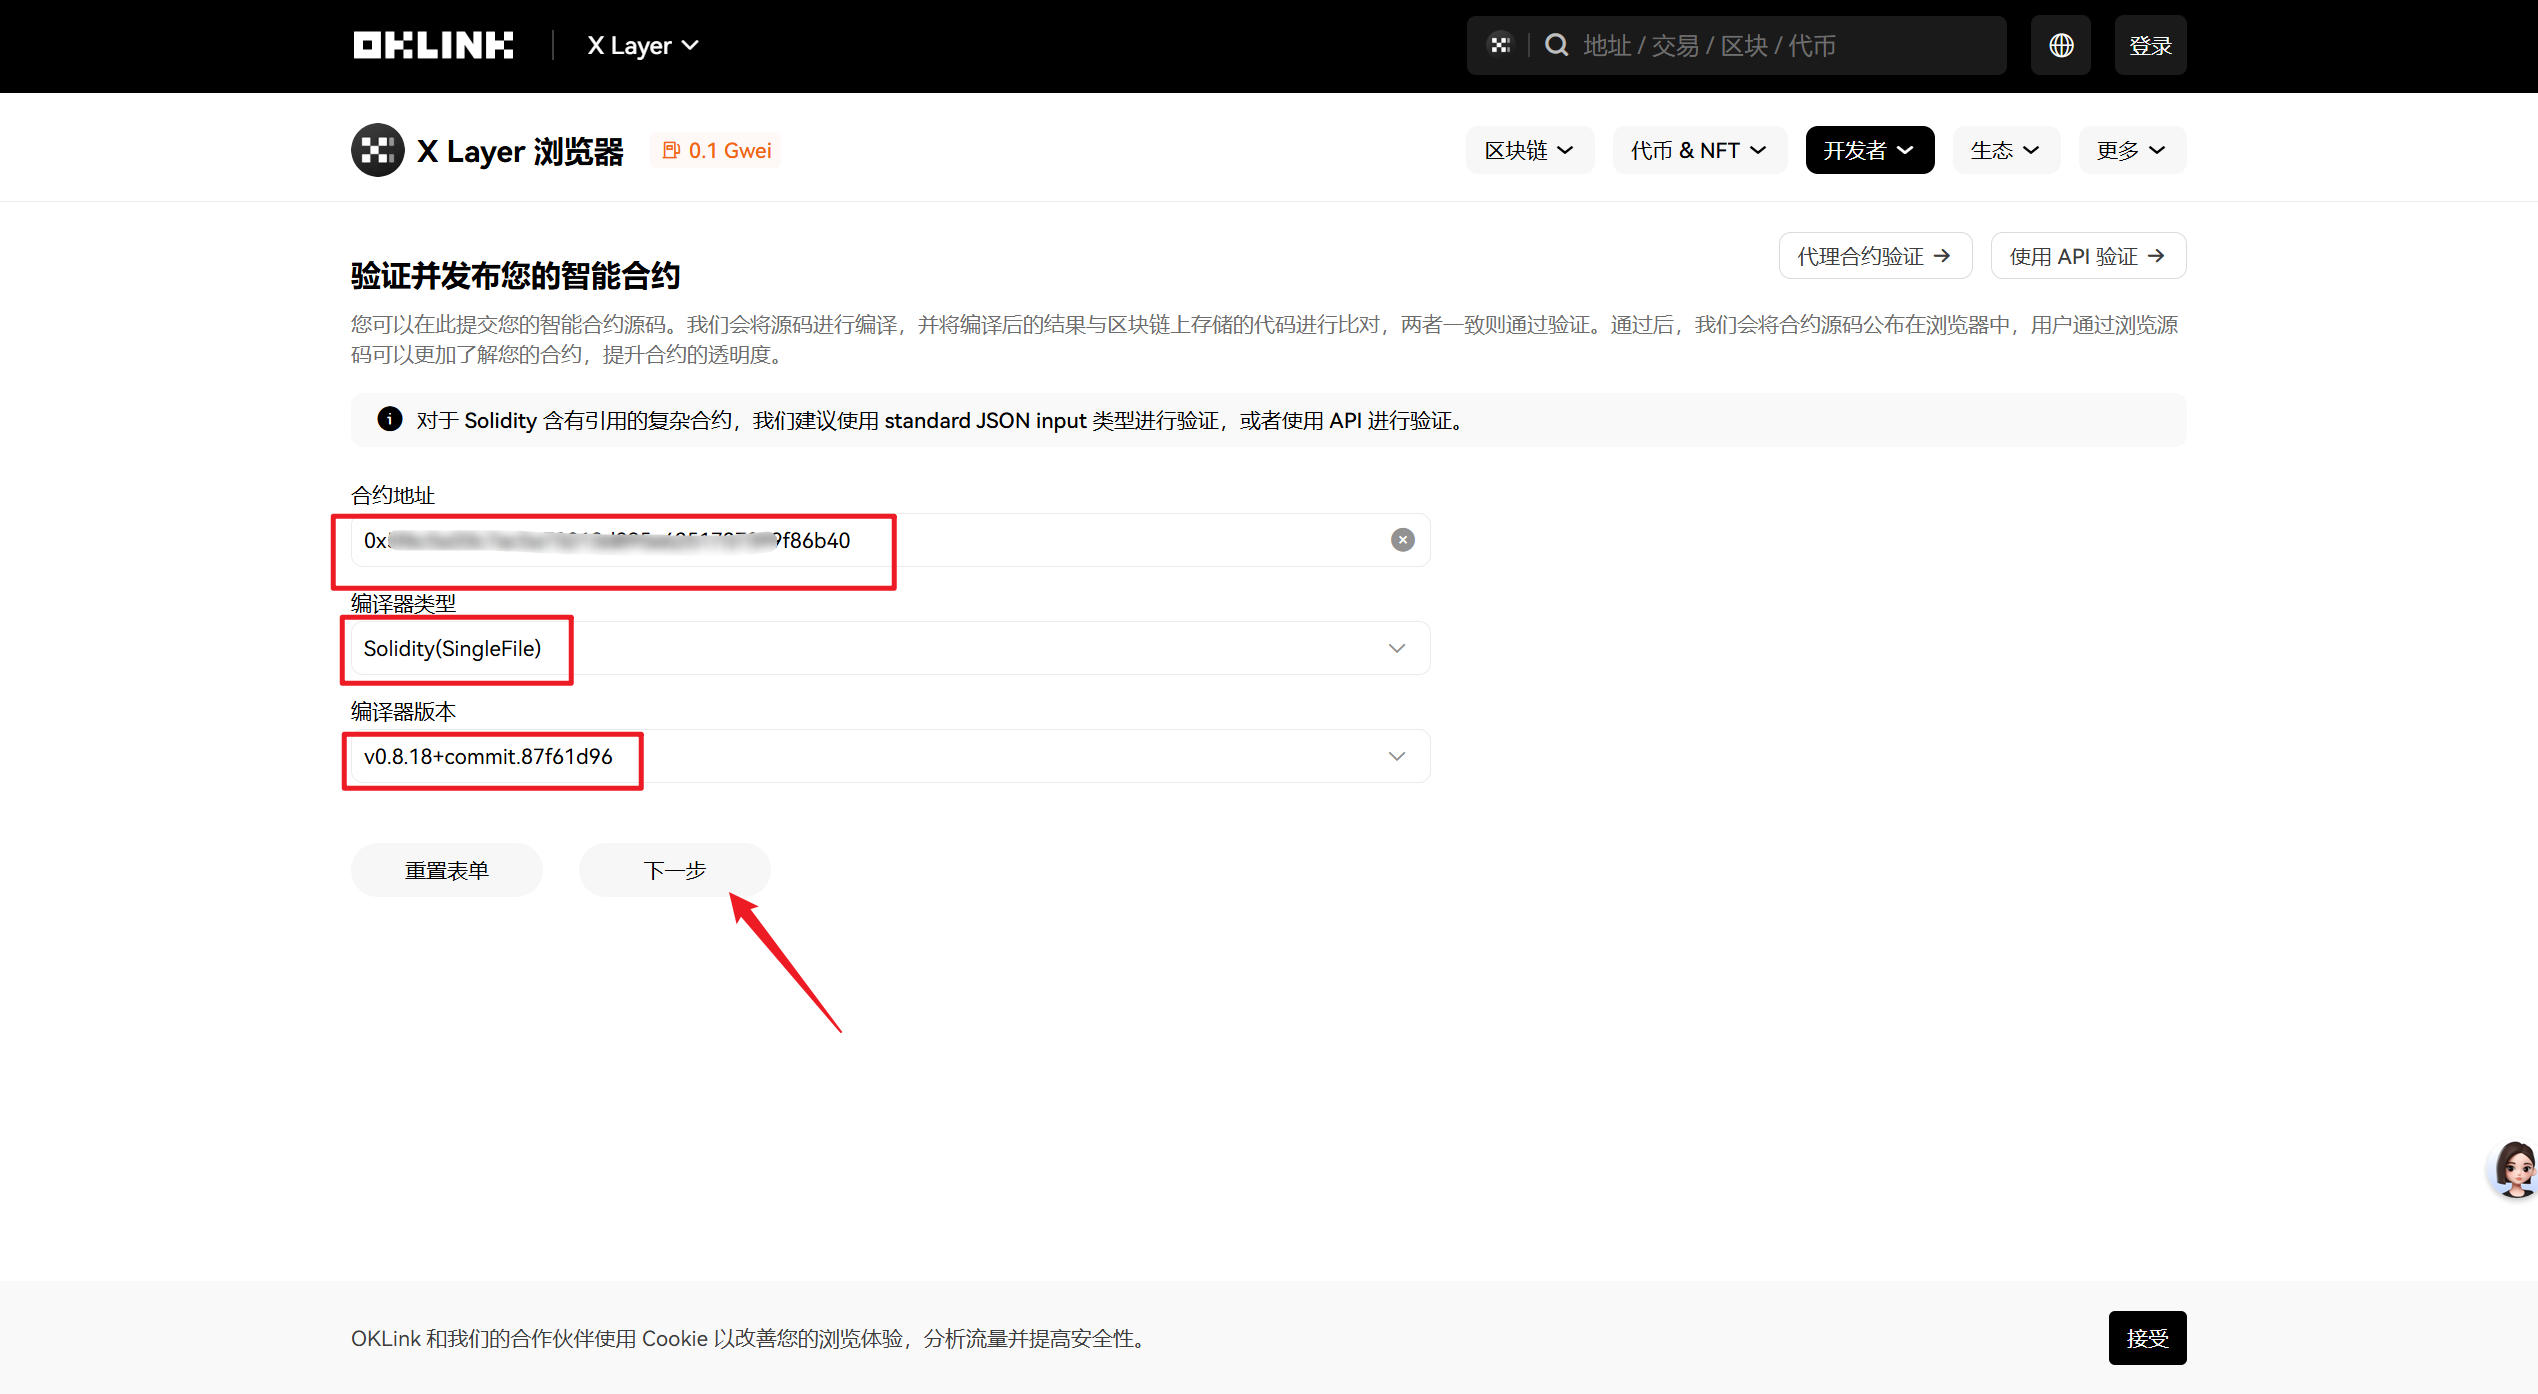 OKLINK
X Layer
地址 / 交易 / 区块 / 代币
登录
X Layer 浏览器
0.1 Gwei
区块链
代币 & NFT
开发者
生态
更多
验证并发布您的智能合约
代理合约验证
使用 API 验证
您可以在此提交您的智能合约源码。我们会将源码进行编译，并将编译后的结果与区块链上存储的代码进行比对，两者一致则通过验证。通过后，我们会将合约源码公布在浏览器中，用户通过浏览源
码可以更加了解您的合约，提升合约的透明度。
对于 Solidity 含有引用的复杂合约，我们建议使用 standard JSON input 类型进行验证，或者使用 API 进行验证。
合约地址
0x 9f86b40
编译器类型
Solidity(SingleFile)
编译器版本
v0.8.18+commit.87f61d96
重置表单
下一步
OKLink 和我们的合作伙伴使用 Cookie 以改善您的浏览体验，分析流量并提高安全性。
接受